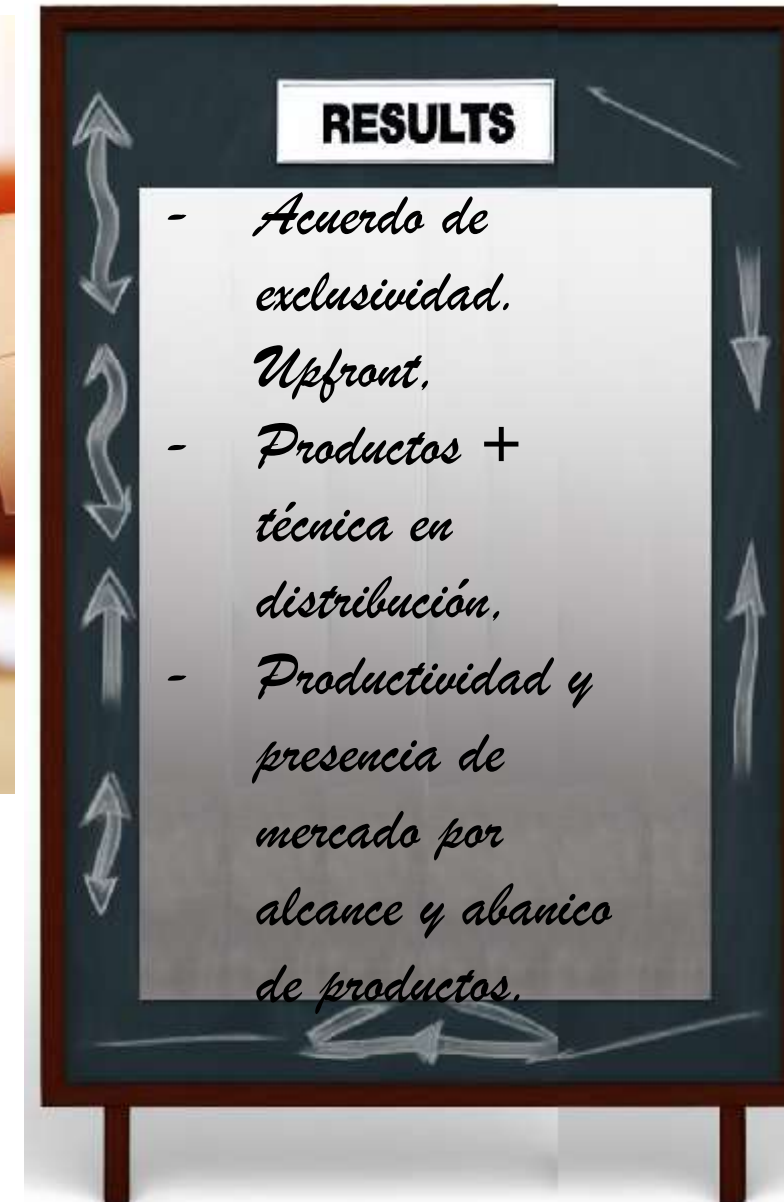 RESULTS
- Acuerdo de
exclusividad.
Upfront,
- Productos +
técnica en
distribución,
- Productividad y
presencia de
mercado por
alcance y abanico
de productos.